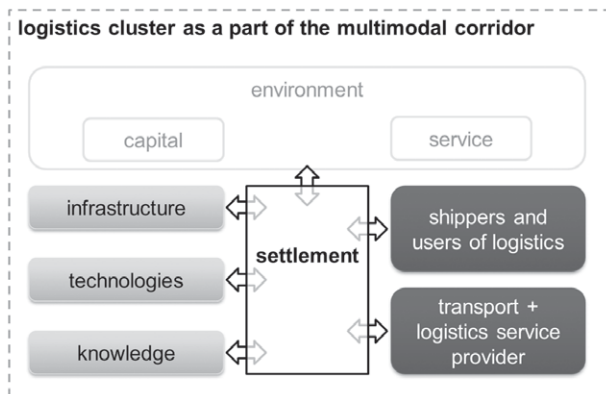 logistics cluster as a part of the multimodal corridor
environment
capital
service
infrastructure
technologies
knowledge
settlement
shippers and
users of logistics
transport +
logistics service
provider